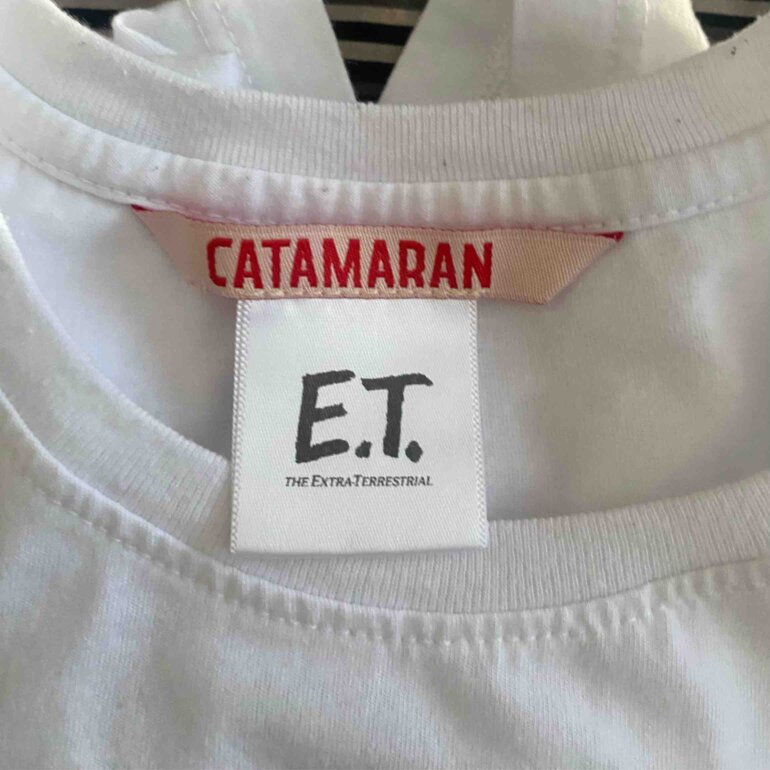 CATAMARAN
E.T.
THE EXTRA-TERRESTRIAL